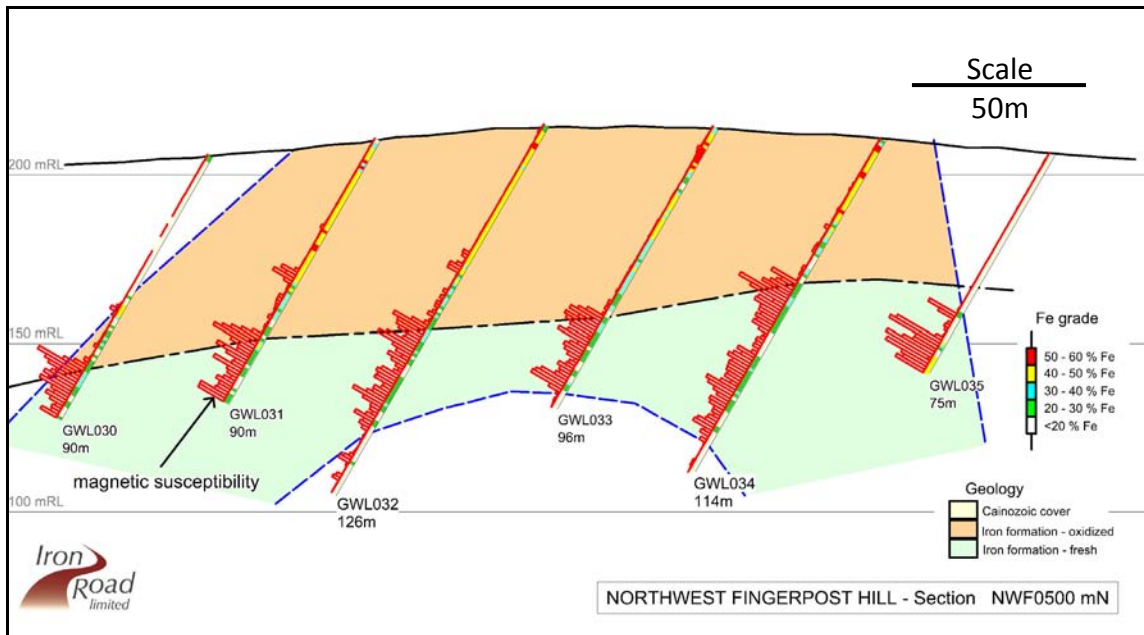 Scale
50m
200 mRL
150 mRL
100 mRL
GWL030
90m
GWL031
90m
magnetic susceptibility
GWL032
126m
GWL033
96m
GWL034
114m
GWL035
75m
Fe grade
50 - 60 % Fe
40 - 50 % Fe
30 - 40 % Fe
20 - 30 % Fe
<20 % Fe
Geology
Cainozoic cover
Iron formation - oxidized
Iron formation - fresh
Iron
Road
limited
NORTHWEST FINGERPOST HILL - Section NWF0500 mN